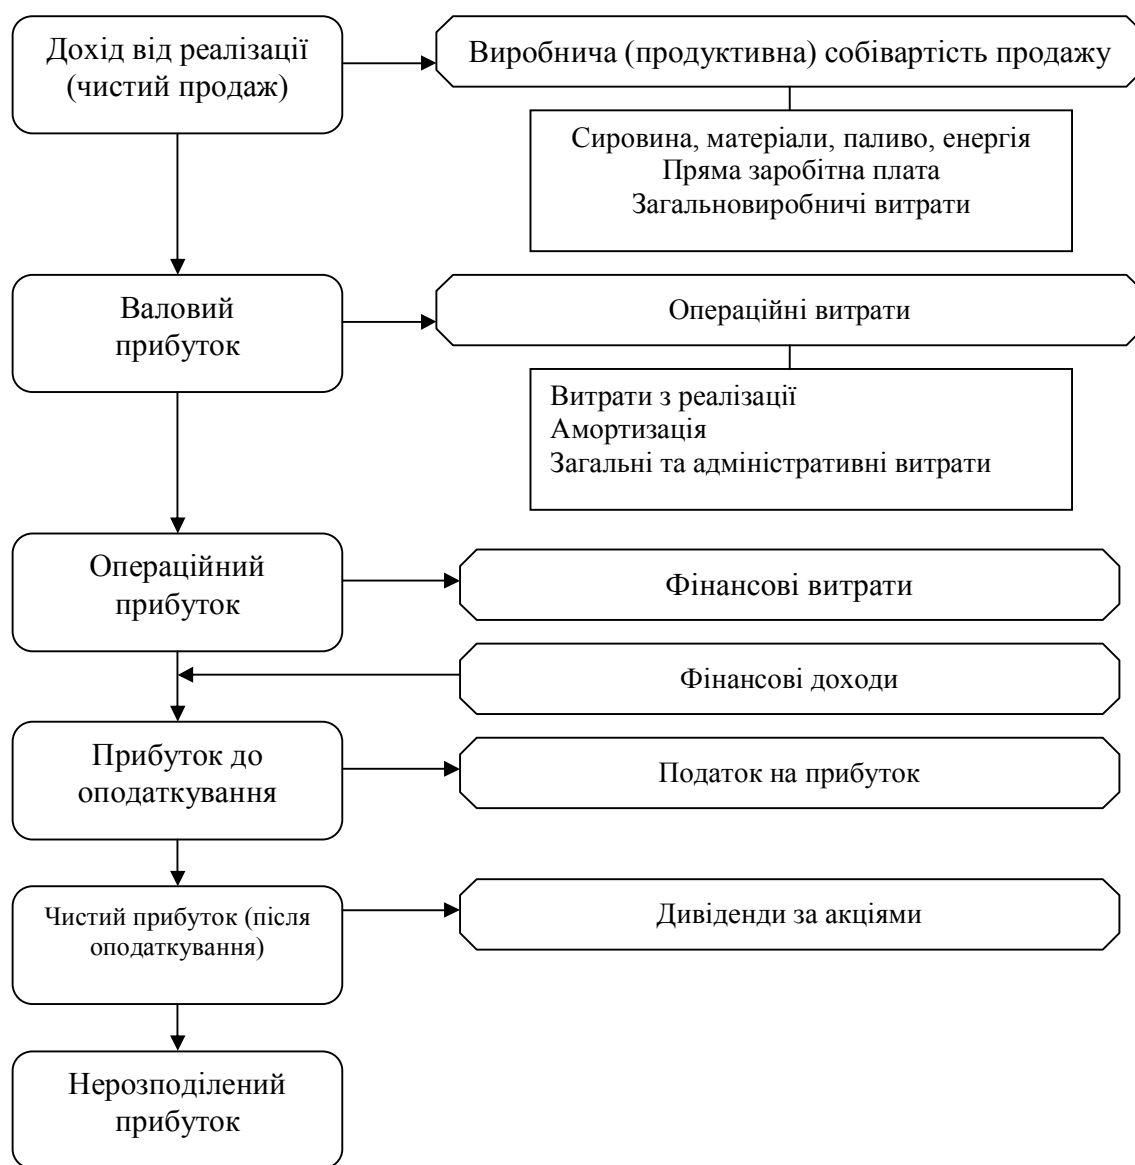 Дохід від реалізації
(чистий продаж)
Виробнича (продуктивна) собівартість продажу
Сировина, матеріали, паливо, енергія
Пряма заробітна плата
Загальновиробничі витрати
Валовий
прибуток
Операційні витрати
Витрати з реалізації
Амортизація
Загальні та адміністративні витрати
Операційний
прибуток
Фінансові витрати
Фінансові доходи
Прибуток до
оподаткування
Податок на прибуток
Чистий прибуток (після
оподаткування)
Дивіденди за акціями
Нерозподілений
прибуток